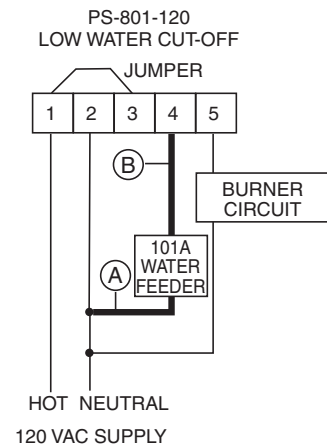 PS-801-120
LOW WATER CUT-OFF
JUMPER
1 2 3 4 5
B
BURNER
CIRCUIT
101A
WATER
FEEDER
A
HOT NEUTRAL
120 VAC SUPPLY